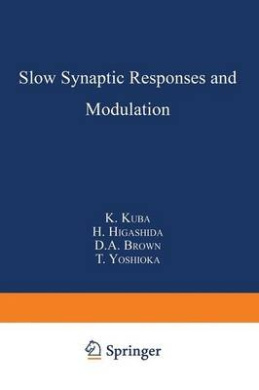 Slow Synaptic Responses and
Modulation
K. KUBA
H. HIGASHIDA
D.A. BROWN
T. YOSHIOKA
Springer